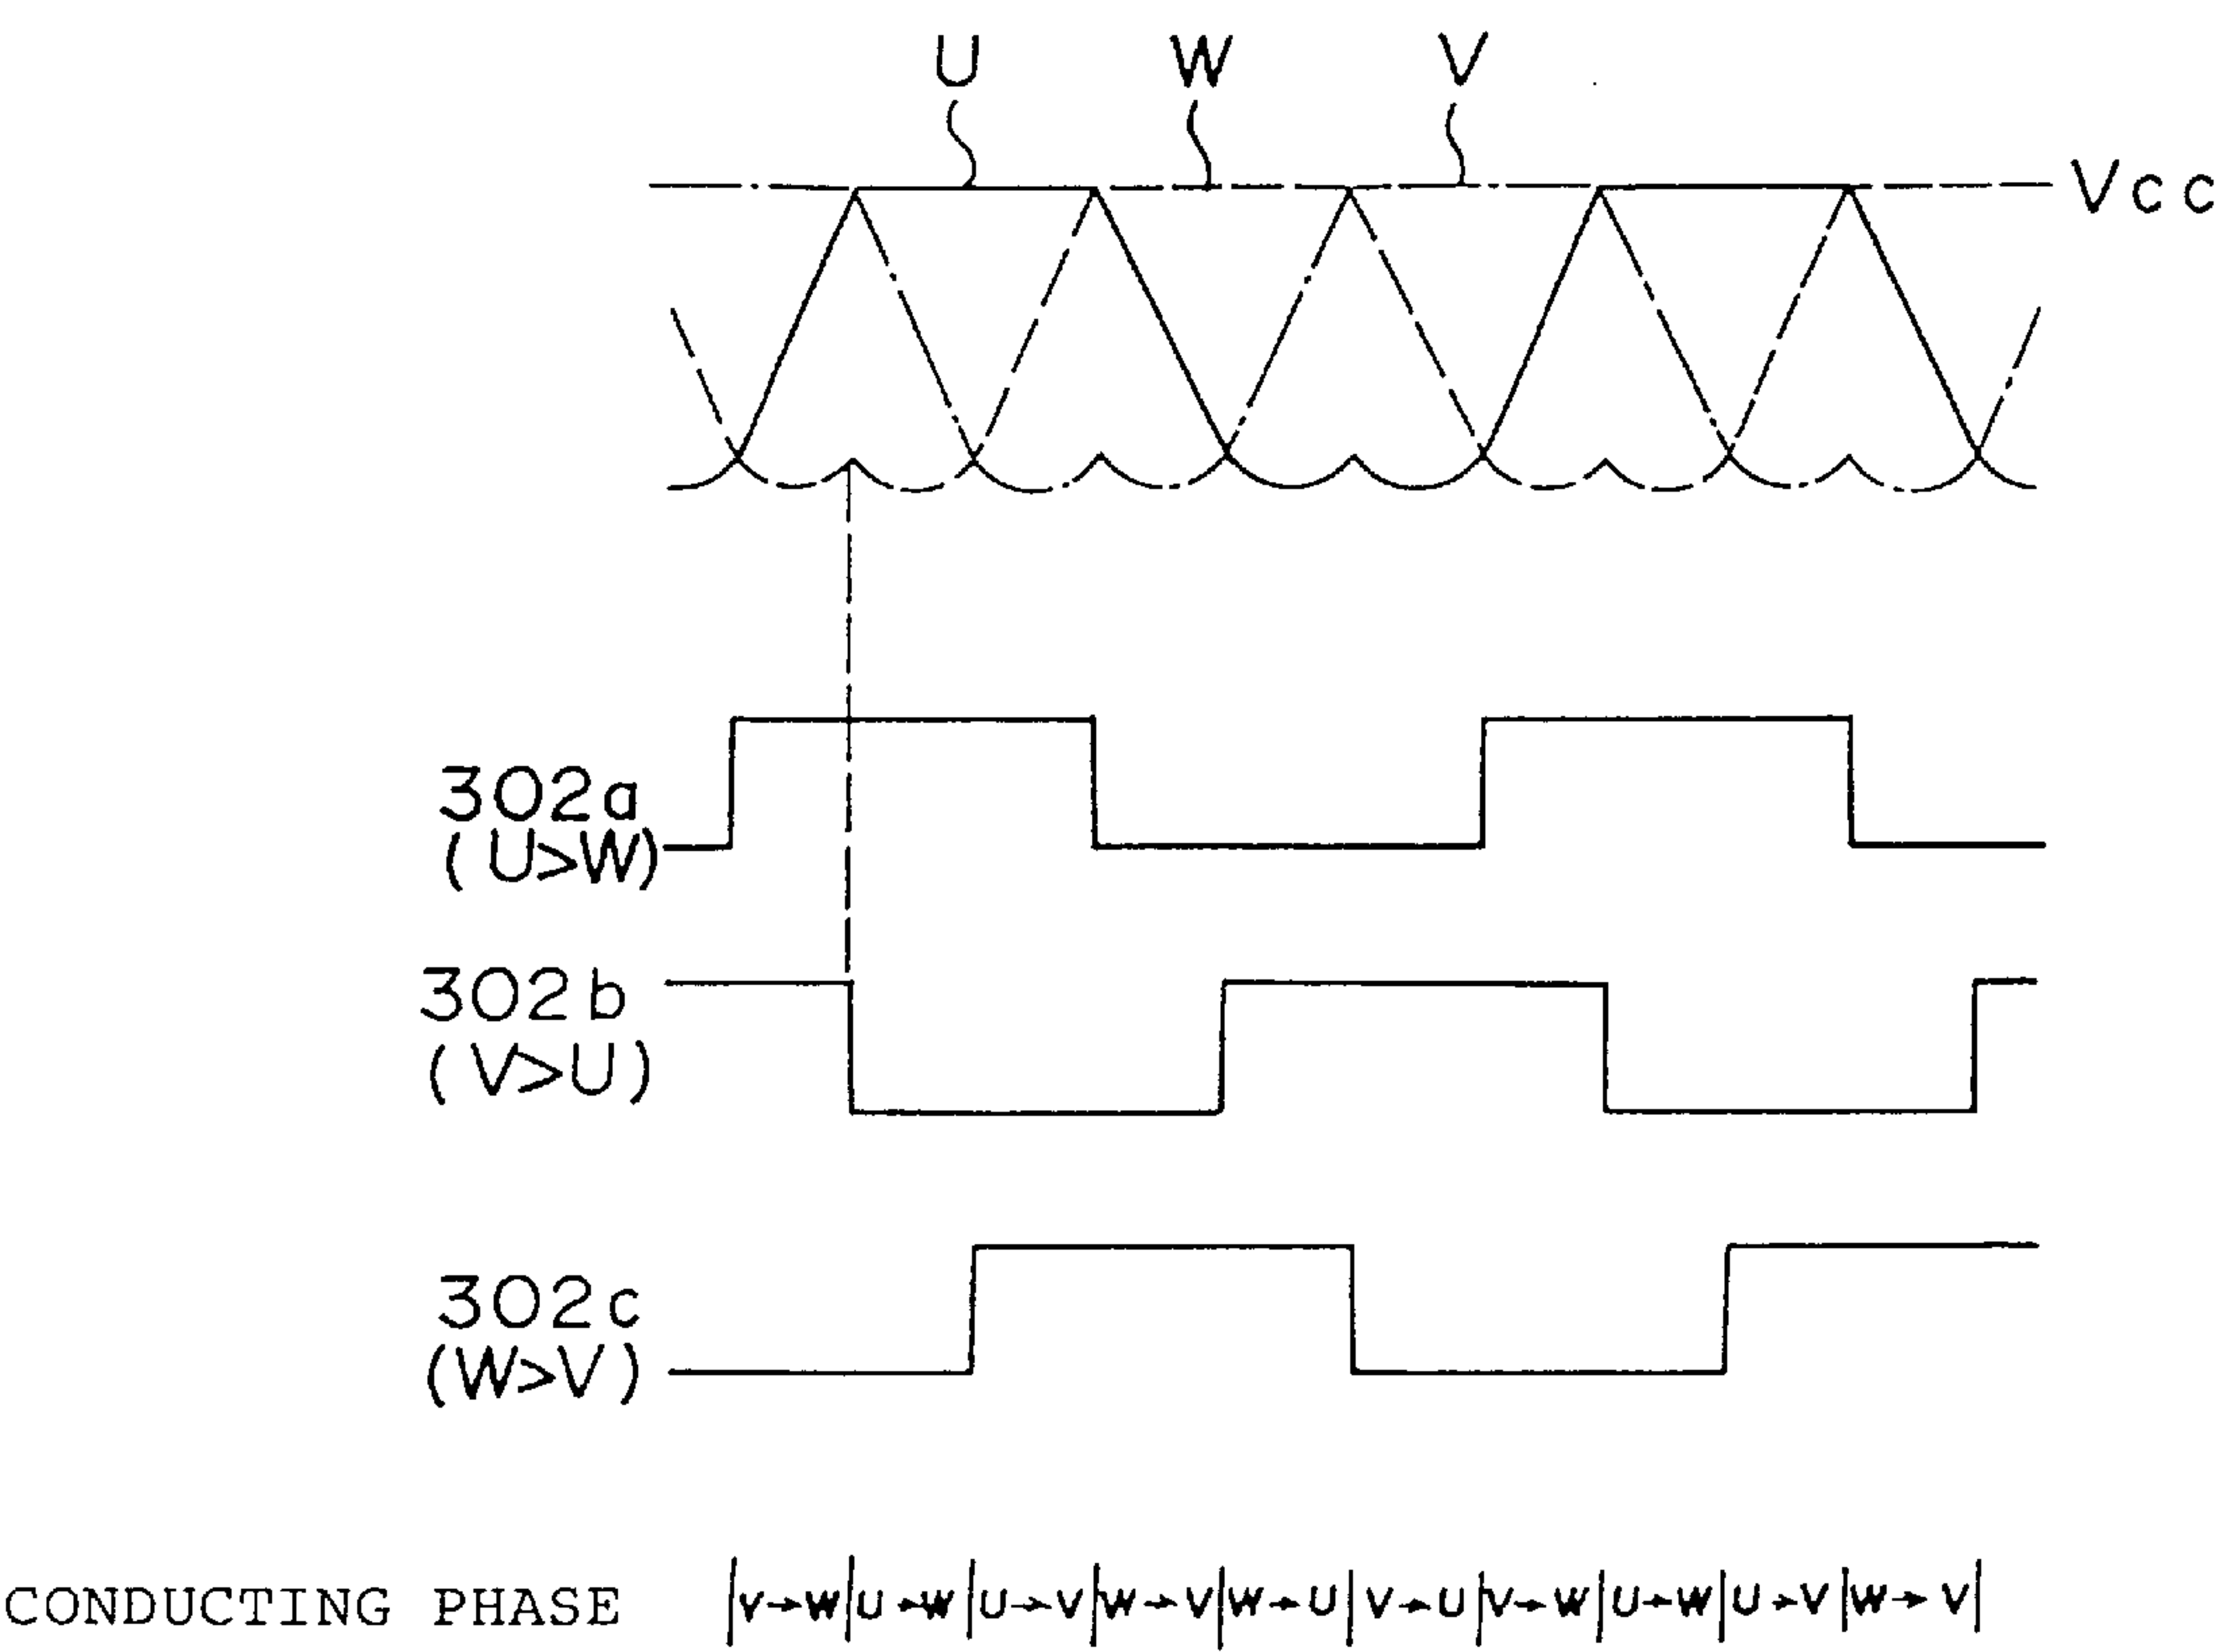 U W V
Vcc
302a
(U>W)
302b
(V>U)
302c
(W>V)
CONDUCTING PHASE |V→W|U→W|U→V|W→V|W→U|V→U|V→W|U→W|U→V|W→V|